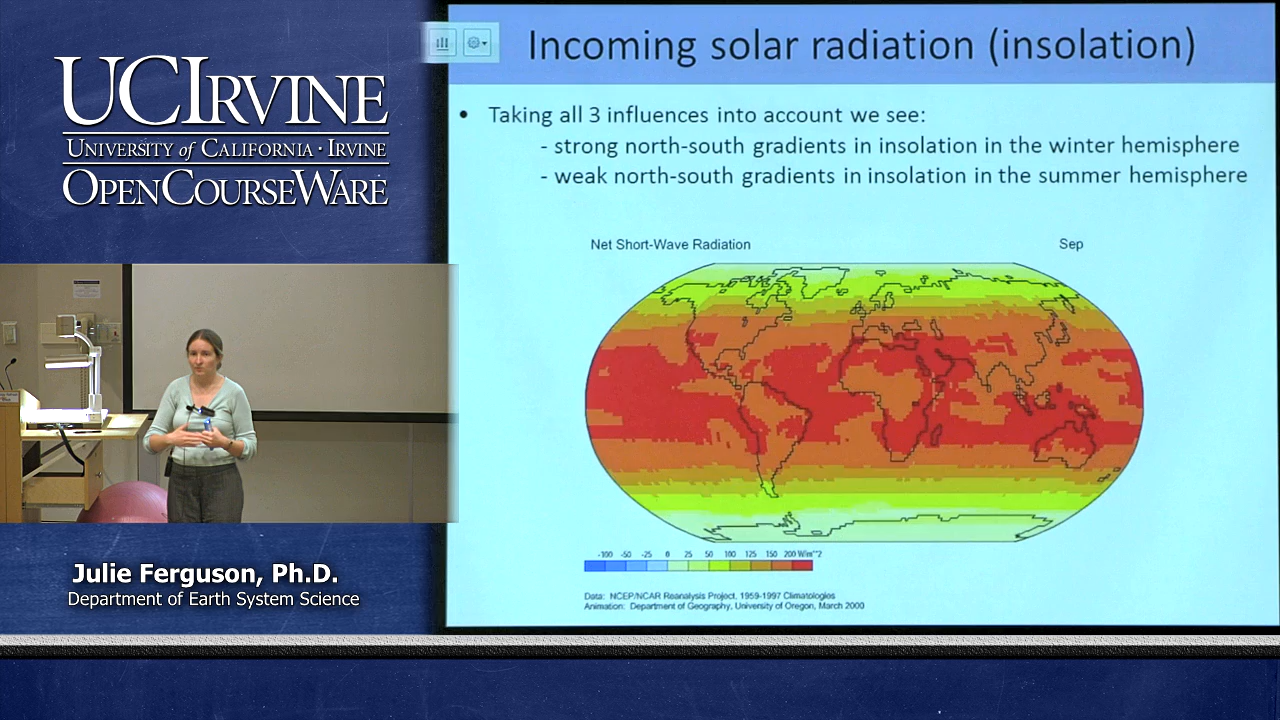 UCIRVINE
UNIVERSITY of CALIFORNIA · IRVINE
OPENCOURSEWARE
Julie Ferguson, Ph.D.
Department of Earth System Science
Incoming solar radiation (insolation)
• Taking all 3 influences into account we see:
- strong north-south gradients in insolation in the winter hemisphere
- weak north-south gradients in insolation in the summer hemisphere
Net Short-Wave Radiation Sep
-100 -50 -25 0 25 50 100 125 150 200 W/m**2
Data: NCEP/NCAR Reanalysis Project, 1959-1997 Climatologies
Animation: Department of Geography, University of Oregon, March 2000